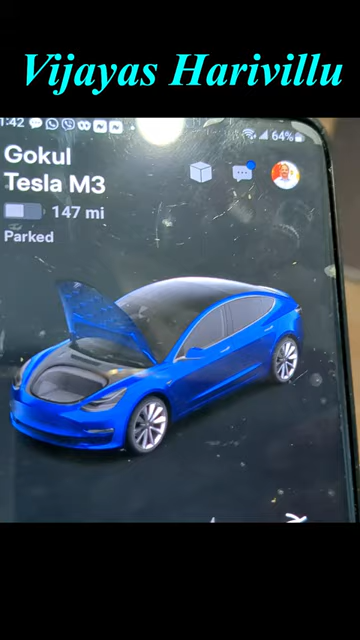 Vijayas Harivillu
1:42
64%
Gokul
Tesla M3
147 mi
Parked